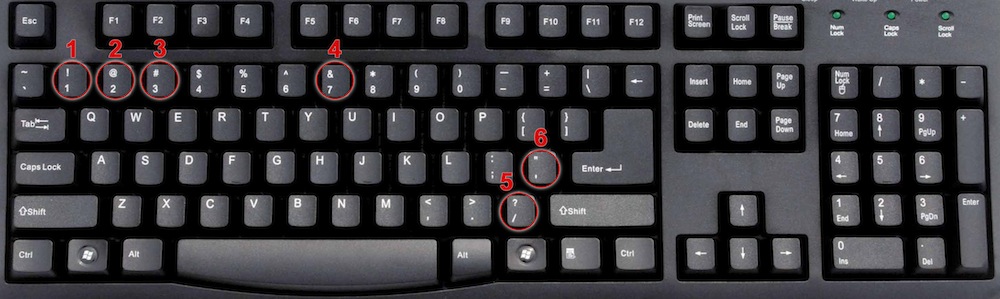 Esc F1 F2 F3 F4 F5 F6 F7 F8 F9 F10 F11 F12 Print Screen Scroll Lock Pause Break
Num Lock Caps Lock Scroll Lock
1 2 3 4
~ ` ! 1 @ 2 # 3 $ 4 % 5 ^ 6 & 7 * 8 ( 9 ) 0 — - + = | \ ← Insert Home Page Up Num Lock / * -
Tab Q W E R T Y U I O P { [ } ] Delete End Page Down 7 Home 8 ↑ 9 PgUp +
6
Caps Lock A S D F G H J K L : ; " ' Enter 4 ← 5 6 →
5
⇧Shift Z X C V B N M < , > . ? / ⇧Shift ↑ 1 End 2 ↓ 3 PgDn Enter
Ctrl Alt Alt Ctrl ← ↓ → 0 Ins . Del